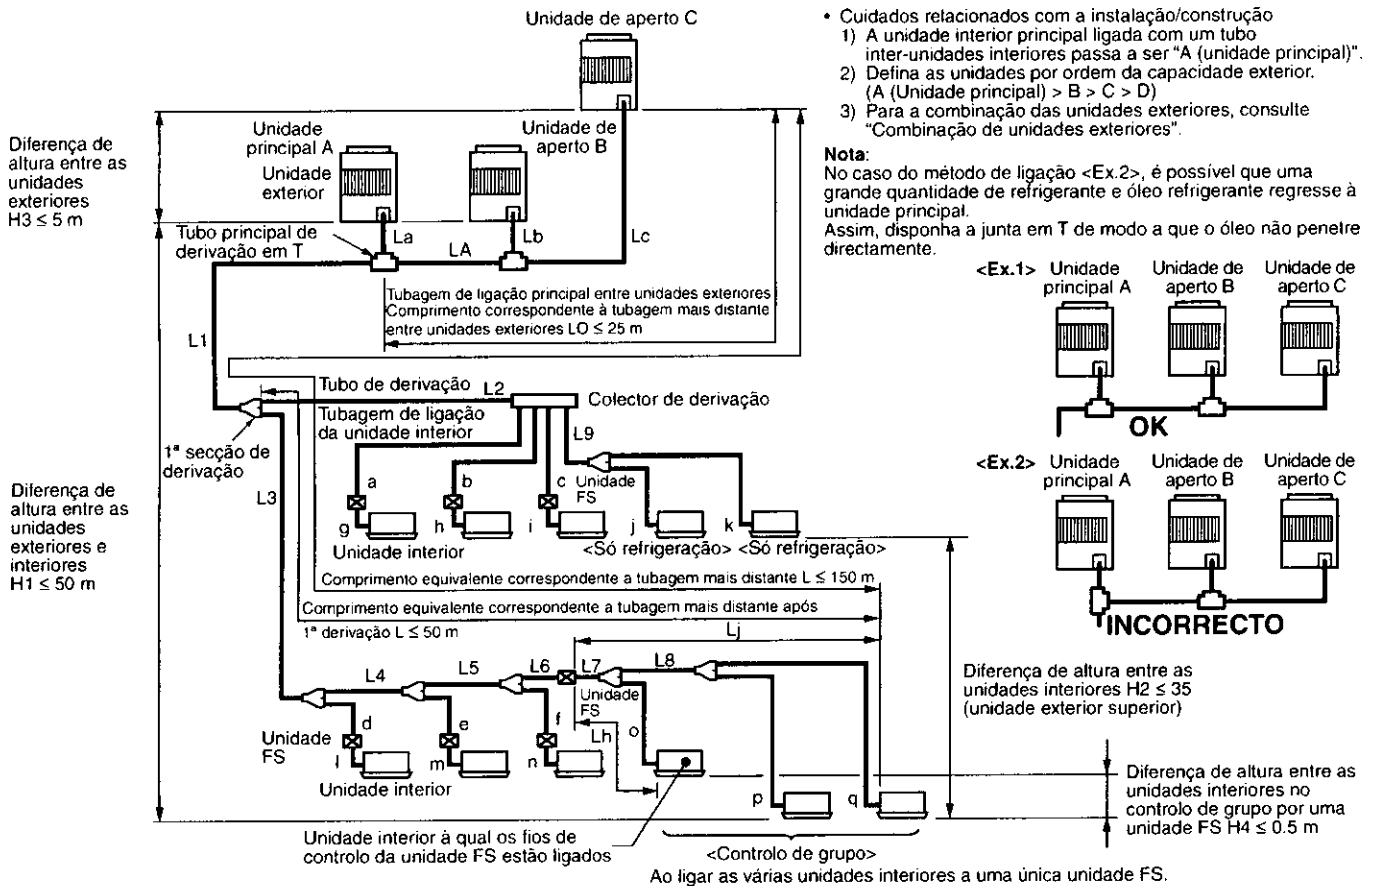 Unidade de aperto C
Diferença de
altura entre as
unidades
exteriores
H3 ≤ 5 m
Unidade
principal A
Unidade
exterior
Unidade de
aperto B
Tubo principal de
derivação em T
La
LA
Lb
Lc
Tubagem de ligação principal entre unidades exteriores
Comprimento correspondente à tubagem mais distante
entre unidades exteriores LO ≤ 25 m
L1
Tubo de derivação
L2
Colector de derivação
Tubagem de ligação
da unidade interior
L9
1ª secção de
derivação
L3
a
b
c
Unidade
FS
g
h
i
j
k
Unidade interior
<Só refrigeração>
<Só refrigeração>
Diferença de
altura entre as
unidades
exteriores e
interiores
H1 ≤ 50 m
Comprimento equivalente correspondente a tubagem mais distante L ≤ 150 m
Comprimento equivalente correspondente a tubagem mais distante após
1ª derivação L ≤ 50 m
Lj
L4
L5
L6
L7
L8
Unidade
FS
d
e
f
Lh
o
Unidade
FS
l
m
n
p
q
Unidade interior
Unidade interior à qual os fios de
controlo da unidade FS estão ligados
<Controlo de grupo>
Ao ligar as várias unidades interiores a uma única unidade FS.
• Cuidados relacionados com a instalação/construção
1) A unidade interior principal ligada com um tubo
inter-unidades interiores passa a ser “A (unidade principal)”.
2) Defina as unidades por ordem da capacidade exterior.
(A (Unidade principal) > B > C > D)
3) Para a combinação das unidades exteriores, consulte
“Combinação de unidades exteriores”.
Nota:
No caso do método de ligação <Ex.2>, é possível que uma
grande quantidade de refrigerante e óleo refrigerante regresse à
unidade principal.
Assim, disponha a junta em T de modo a que o óleo não penetre
directamente.
<Ex.1>
Unidade
principal A
Unidade de
aperto B
Unidade de
aperto C
OK
<Ex.2>
Unidade
principal A
Unidade de
aperto B
Unidade de
aperto C
INCORRECTO
Diferença de altura entre as
unidades interiores H2 ≤ 35
(unidade exterior superior)
Diferença de altura entre as
unidades interiores no
controlo de grupo por uma
unidade FS H4 ≤ 0.5 m